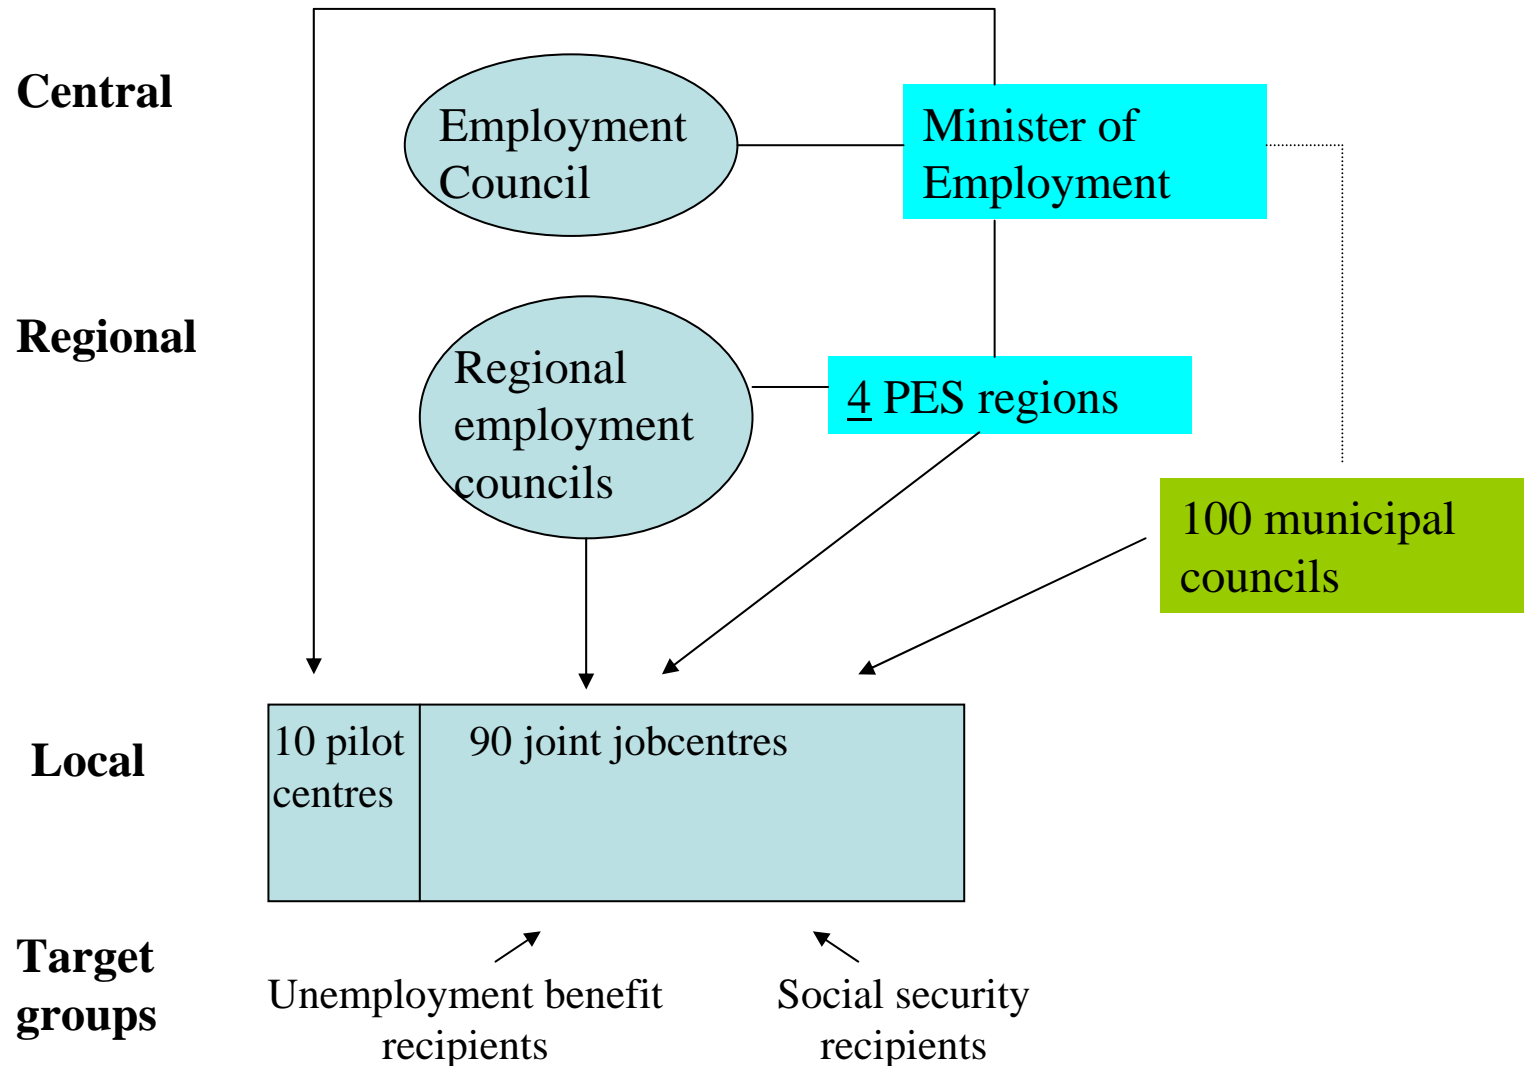 Central
Employment
Council
Minister of
Employment
Regional
Regional
employment
councils
4 PES regions
100 municipal
councils
Local
10 pilot
centres
90 joint jobcentres
Target
groups
Unemployment benefit
recipients
Social security
recipients